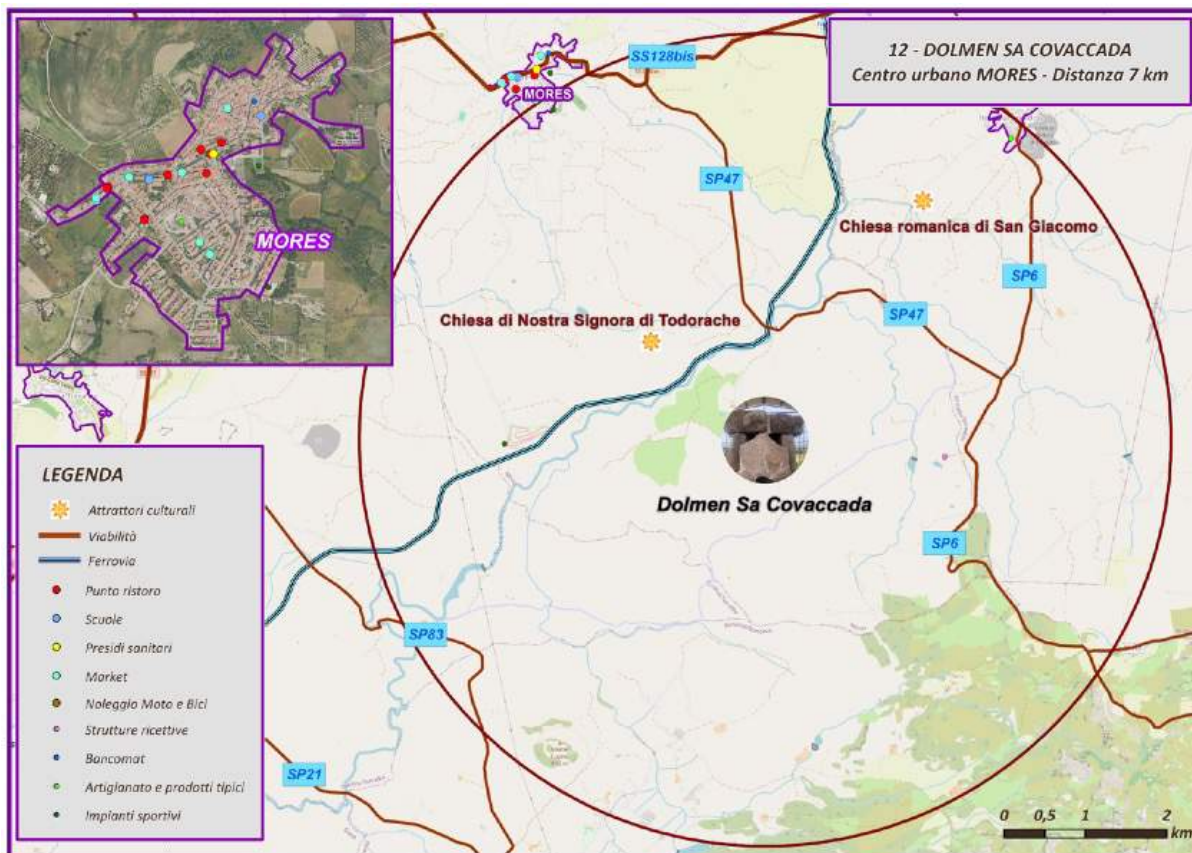 12 - DOLMEN SA COVACCADA
Centro urbano MORES - Distanza 7 km
SS128bis
MORES
SP47
MORES
Chiesa romanica di San Giacomo
SP6
Chiesa di Nostra Signora di Todorache
SP47
Dolmen Sa Covaccada
SP6
SP83
SP21
LEGENDA
Attrattori culturali
Viabilità
Ferrovia
Punto ristoro
Scuole
Presidi sanitari
Market
Noleggio Moto e Bici
Strutture ricettive
Bancomat
Artigianato e prodotti tipici
Impianti sportivi
0 0,5 1 2
km